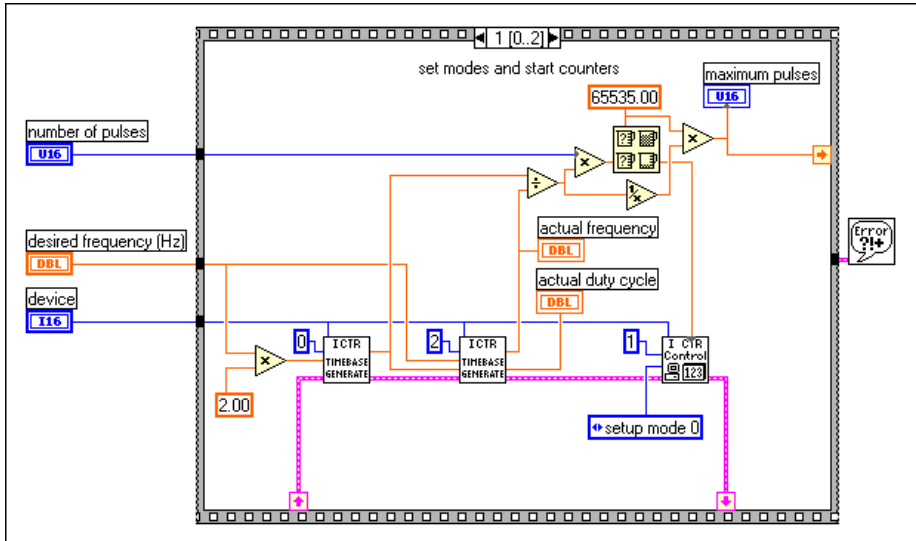 1 [0..2]
set modes and start counters
maximum pulses
65535.00
U16
number of pulses
U16
×
×
÷
1/x
desired frequency (Hz)
actual frequency
Error
?!+
DBL
DBL
device
actual duty cycle
I16
DBL
0
ICTR
TIMEBASE
GENERATE
2
ICTR
TIMEBASE
GENERATE
1
I CTR
Control
123
×
2.00
setup mode 0